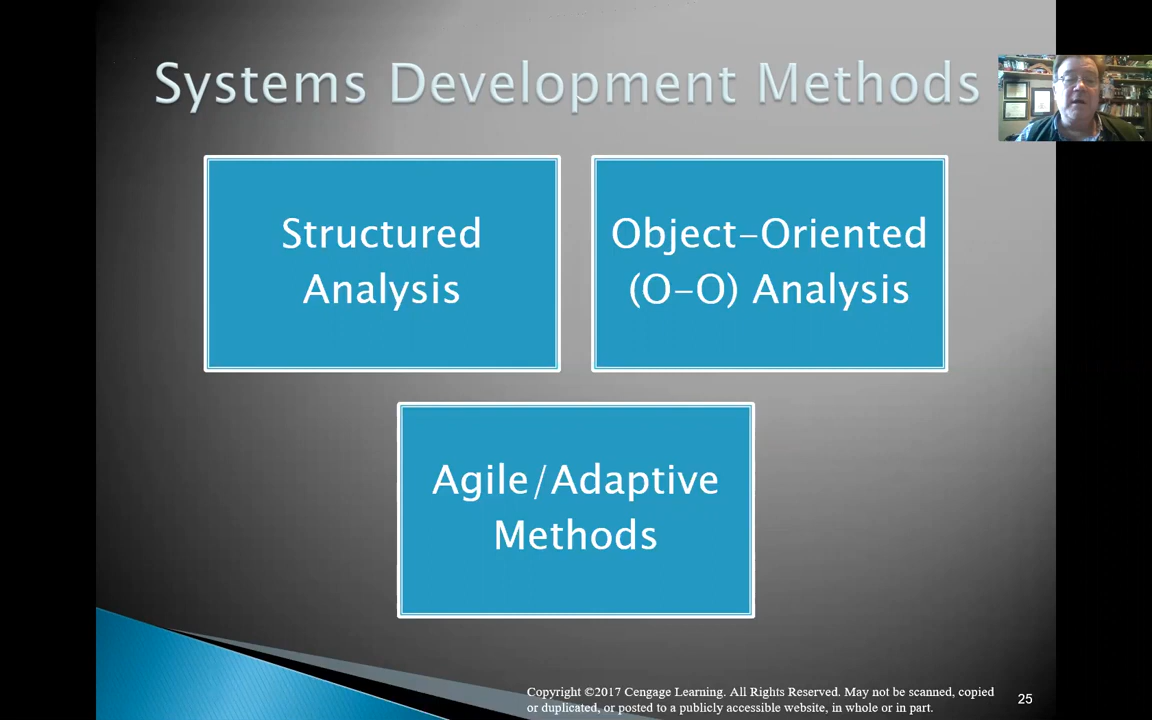 Systems Development Methods
Structured
Analysis
Object-Oriented
(O-O) Analysis
Agile/Adaptive
Methods
Copyright ©2017 Cengage Learning. All Rights Reserved. May not be scanned, copied
or duplicated, or posted to a publicly accessible website, in whole or in part.
25